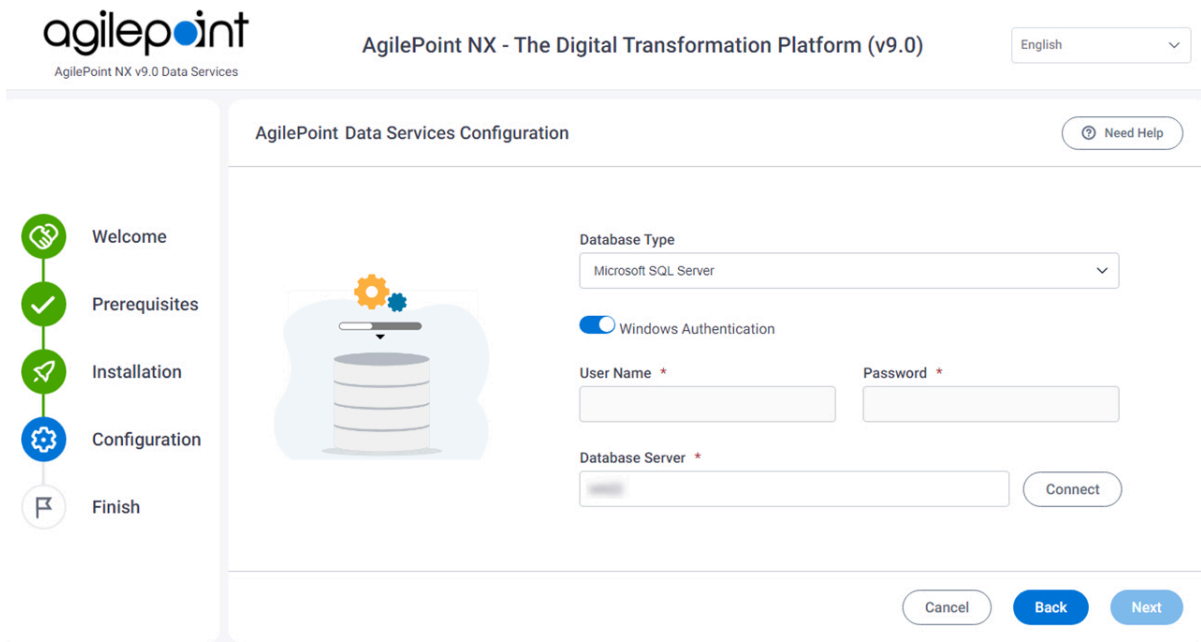 agilepoint
AgilePoint NX v9.0 Data Services
AgilePoint NX - The Digital Transformation Platform (v9.0)
English
AgilePoint Data Services Configuration
Need Help
Welcome
Prerequisites
Installation
Configuration
Finish
Database Type
Microsoft SQL Server
Windows Authentication
User Name *
Password *
Database Server *
Connect
Cancel
Back
Next